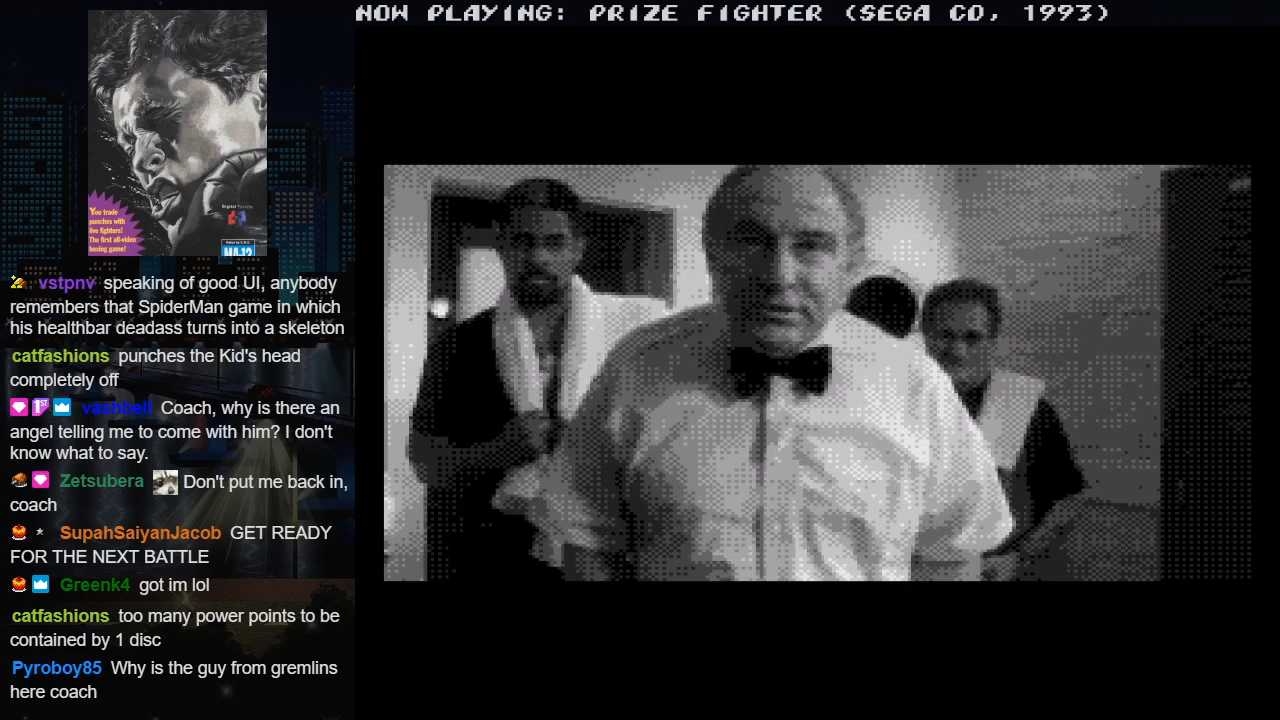 NOW PLAYING: PRIZE FIGHTER (SEGA CD, 1993)
You trade
punches with
live fighters!
The first all-video
boxing game!
Digital Pictures
MA-13
vstpnv speaking of good UI, anybody
remembers that SpiderMan game in which
his healthbar deadass turns into a skeleton
catfashions punches the Kid's head
completely off
1ST vashbell Coach, why is there an
angel telling me to come with him? I don't
know what to say.
Zetsubera Don't put me back in,
coach
SupahSaiyanJacob GET READY
FOR THE NEXT BATTLE
Greenk4 got im lol
catfashions too many power points to be
contained by 1 disc
Pyroboy85 Why is the guy from gremlins
here coach